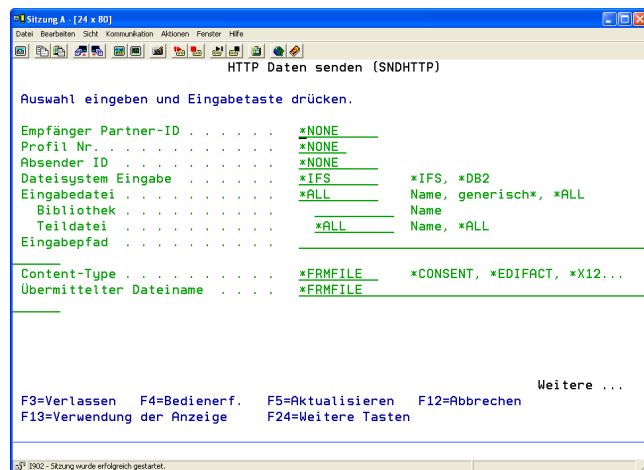 Sitzung A - [24 x 80]
Datei Bearbeiten Sicht Kommunikation Aktionen Fenster Hilfe
HTTP Daten senden (SNDHTTP)
Auswahl eingeben und Eingabetaste drücken.
Empfänger Partner-ID . . . . . . *NONE
Profil Nr. . . . . . . . . . . . *NONE
Absender ID . . . . . . . . . . *NONE
Dateisystem Eingabe . . . . . . *IFS *IFS, *DB2
Eingabedatei . . . . . . . . . . *ALL Name, generisch*, *ALL
Bibliothek . . . . . . . . . . Name
Teildatei . . . . . . . . . . *ALL Name, *ALL
Eingabepfad . . . . . . . . . .
Content-Type . . . . . . . . . . *FRMFILE *CONSENT, *EDIFACT, *X12...
Übermittelter Dateiname . . . . *FRMFILE
Weitere ...
F3=Verlassen F4=Bedienerf. F5=Aktualisieren F12=Abbrechen
F13=Verwendung der Anzeige F24=Weitere Tasten
I902 - Sitzung wurde erfolgreich gestartet.